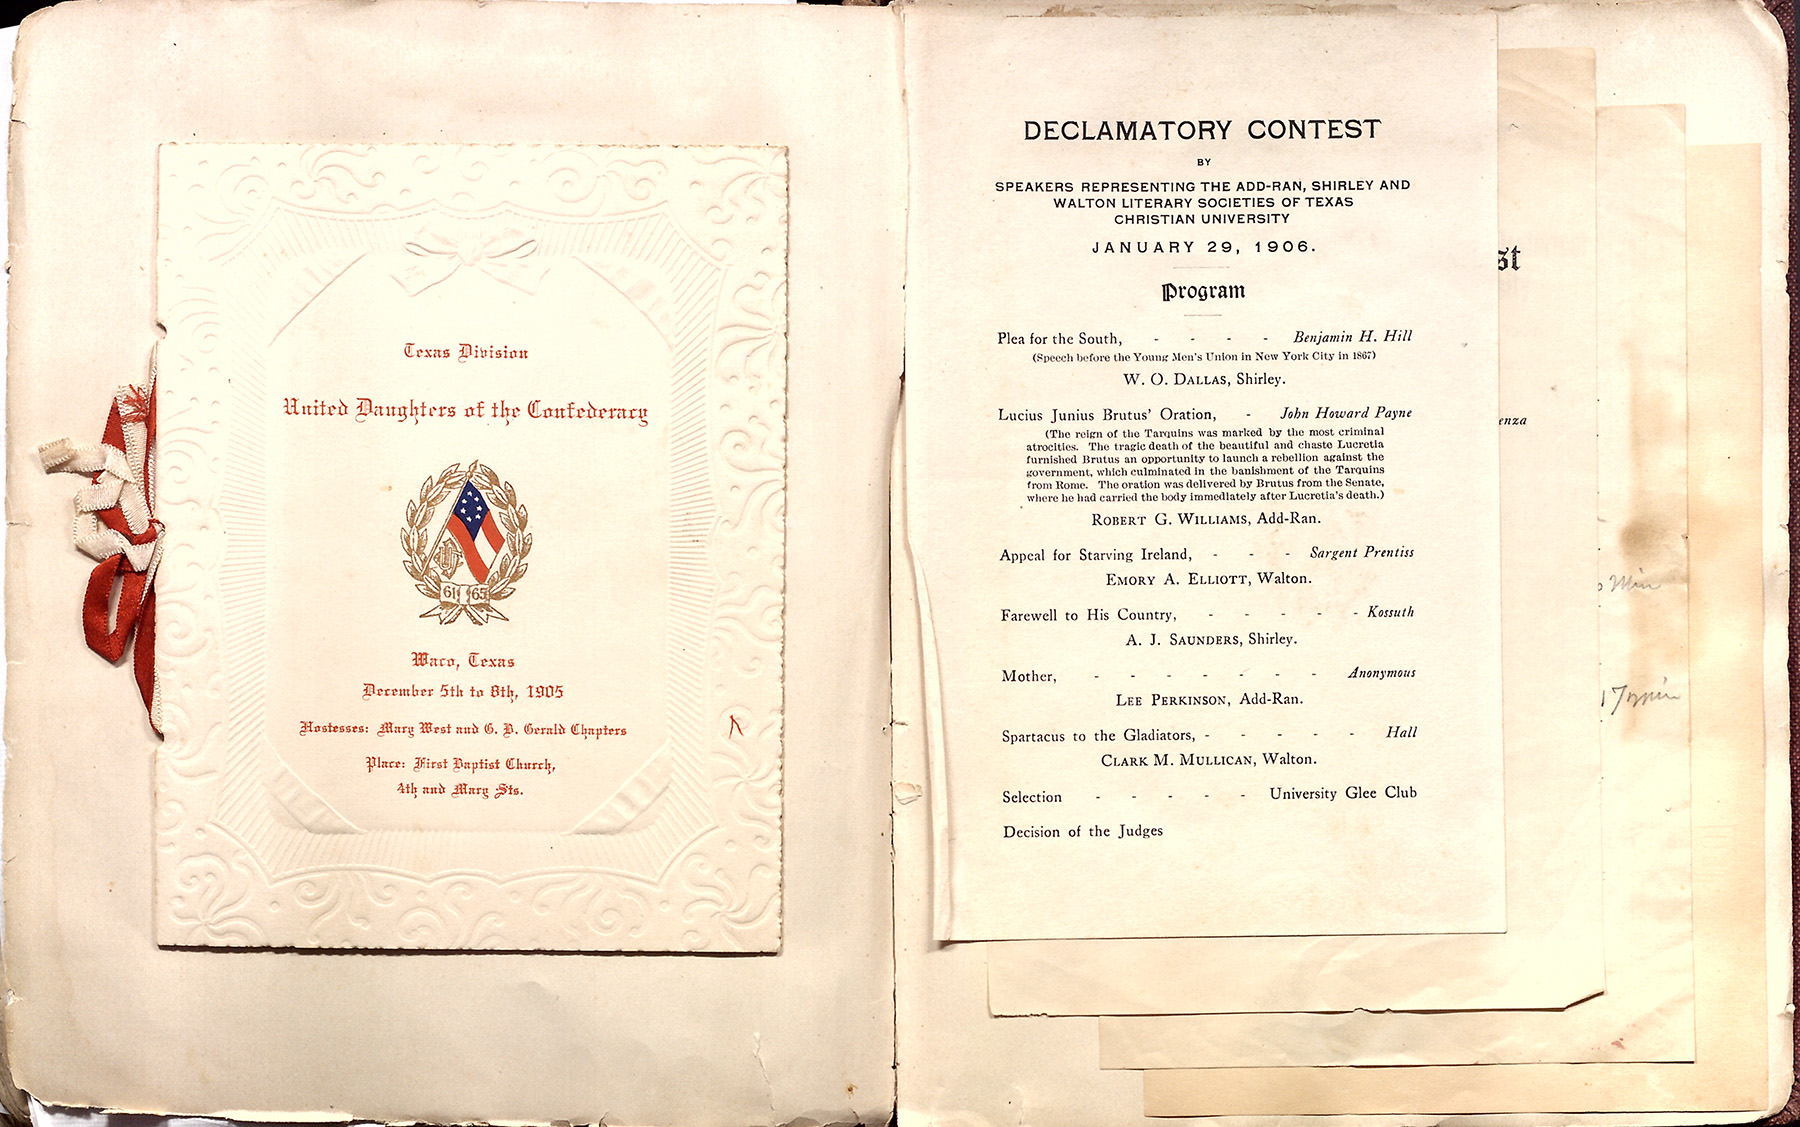 Texas Division
United Daughters of the Confederacy
61 65
Waco, Texas
December 5th to 8th, 1905
Hostesses: Mary West and G. B. Gerald Chapters
Place: First Baptist Church,
4th and Mary Sts.
DECLAMATORY CONTEST
BY
SPEAKERS REPRESENTING THE ADD-RAN, SHIRLEY AND
WALTON LITERARY SOCIETIES OF TEXAS
CHRISTIAN UNIVERSITY
JANUARY 29, 1906.
Program
Plea for the South, - - - - Benjamin H. Hill
(Speech before the Young Men's Union in New York City in 1867)
W. O. DALLAS, Shirley.
Lucius Junius Brutus' Oration, - John Howard Payne
(The reign of the Tarquins was marked by the most criminal
atrocities. The tragic death of the beautiful and chaste Lucretia
furnished Brutus an opportunity to launch a rebellion against the
government, which culminated in the banishment of the Tarquins
from Rome. The oration was delivered by Brutus from the Senate,
where he had carried the body immediately after Lucretia's death.)
ROBERT G. WILLIAMS, Add-Ran.
Appeal for Starving Ireland, - - - Sargent Prentiss
EMORY A. ELLIOTT, Walton.
Farewell to His Country, - - - - - Kossuth
A. J. SAUNDERS, Shirley.
Mother, - - - - - - - Anonymous
LEE PERKINSON, Add-Ran.
Spartacus to the Gladiators, - - - - - Hall
CLARK M. MULLICAN, Walton.
Selection - - - - - University Glee Club
Decision of the Judges
st
enza
Min
17 min